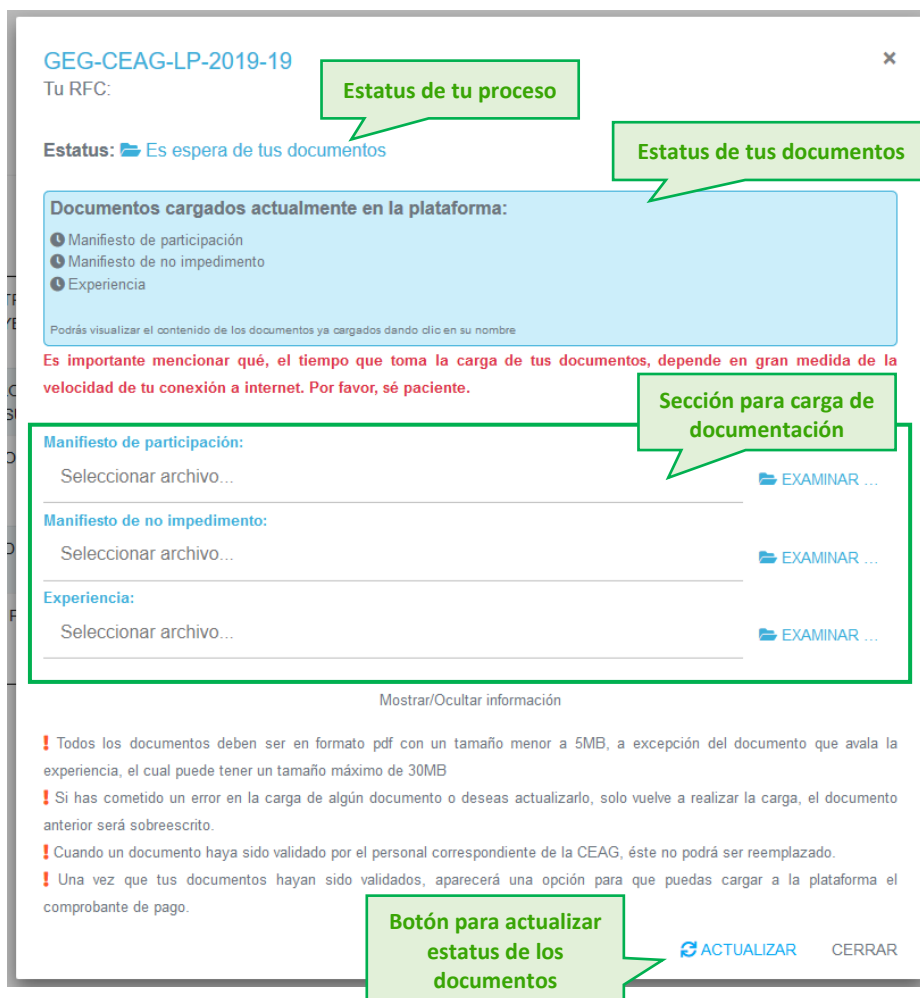 GEG-CEAG-LP-2019-19
×
Tu RFC:
Estatus de tu proceso
Estatus: Es espera de tus documentos
Estatus de tus documentos
Documentos cargados actualmente en la plataforma:
Manifiesto de participación
Manifiesto de no impedimento
Experiencia
Podrás visualizar el contenido de los documentos ya cargados dando clic en su nombre
Es importante mencionar qué, el tiempo que toma la carga de tus documentos, depende en gran medida de la
velocidad de tu conexión a internet. Por favor, sé paciente.
Sección para carga de
documentación
Manifiesto de participación:
Seleccionar archivo...
EXAMINAR ...
Manifiesto de no impedimento:
Seleccionar archivo...
EXAMINAR ...
Experiencia:
Seleccionar archivo...
EXAMINAR ...
Mostrar/Ocultar información
! Todos los documentos deben ser en formato pdf con un tamaño menor a 5MB, a excepción del documento que avala la
experiencia, el cual puede tener un tamaño máximo de 30MB
! Si has cometido un error en la carga de algún documento o deseas actualizarlo, solo vuelve a realizar la carga, el documento
anterior será sobreescrito.
! Cuando un documento haya sido validado por el personal correspondiente de la CEAG, éste no podrá ser reemplazado.
! Una vez que tus documentos hayan sido validados, aparecerá una opción para que puedas cargar a la plataforma el
comprobante de pago.
Botón para actualizar
estatus de los
documentos
ACTUALIZAR
CERRAR